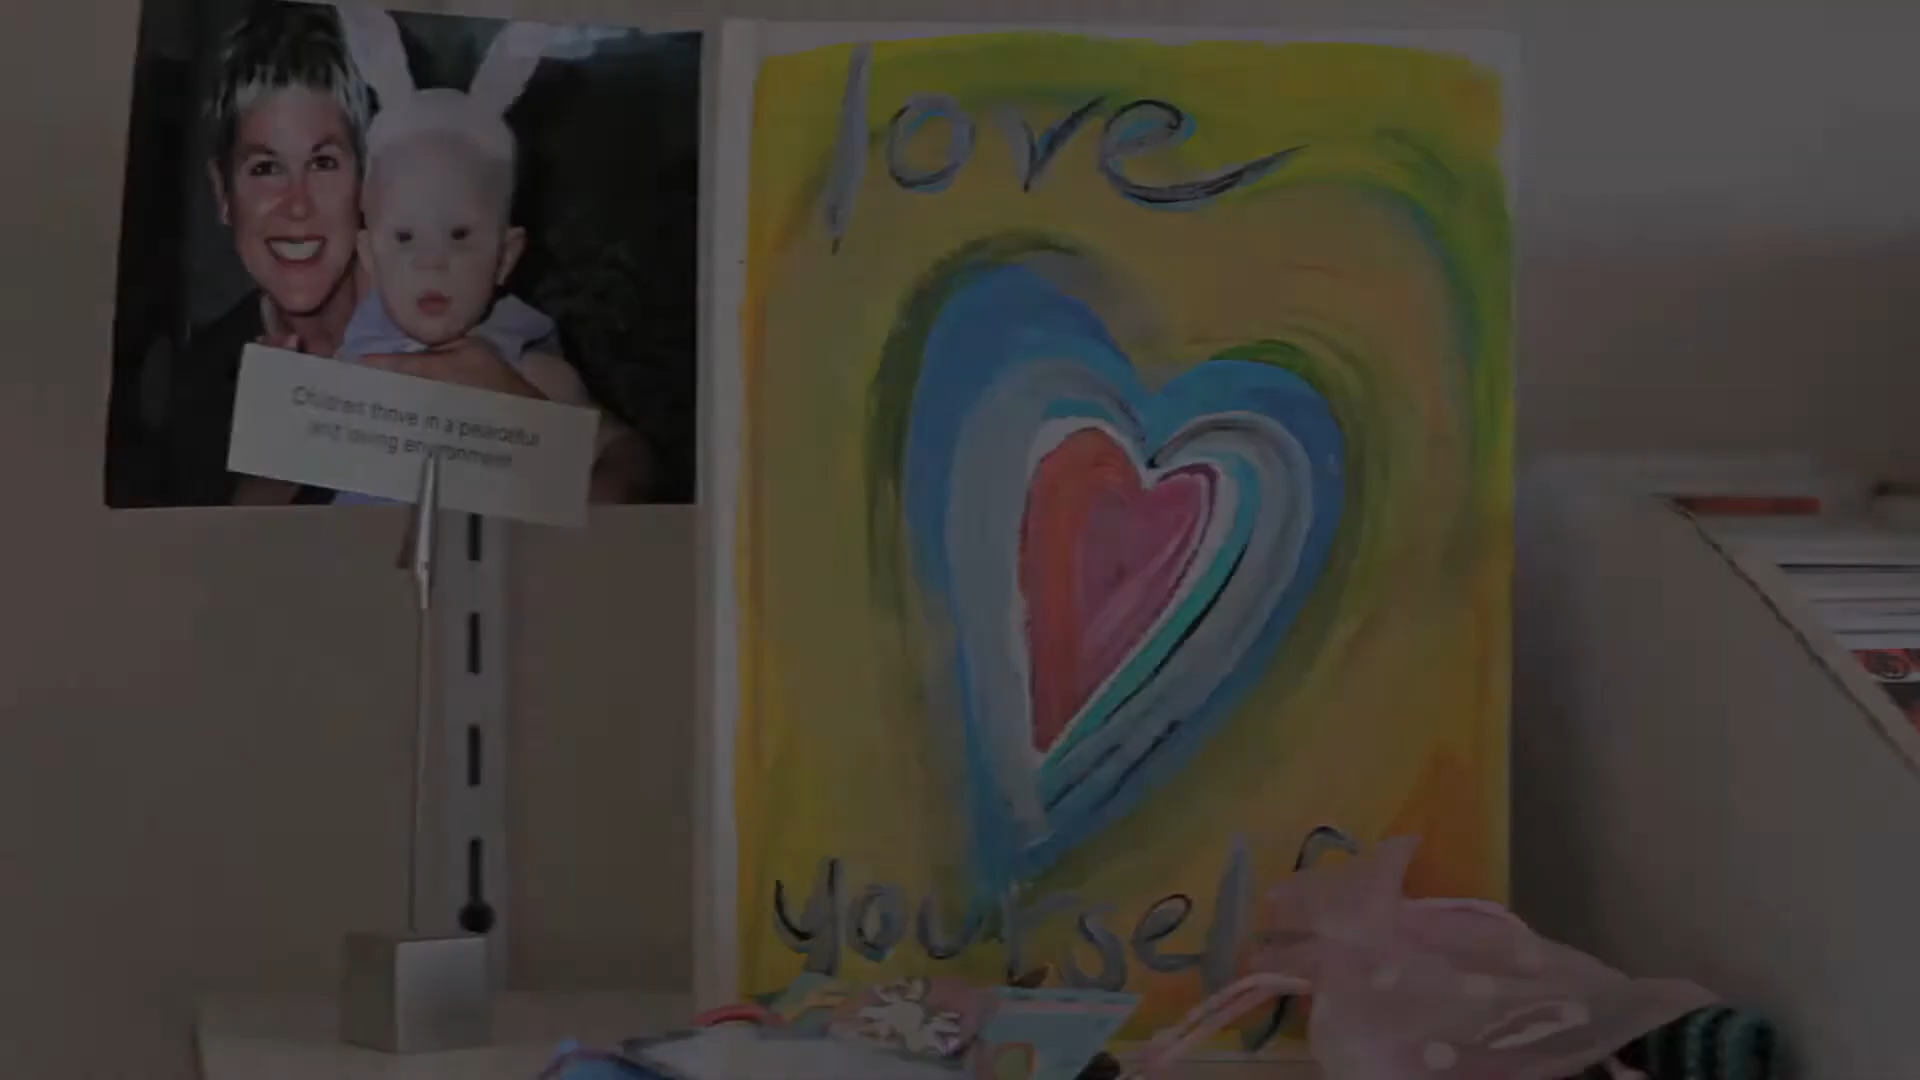 love
Children thrive in a peaceful
and loving environment
yourself